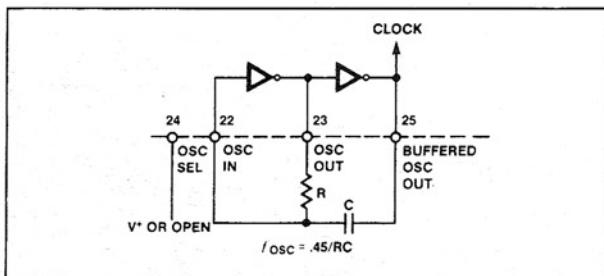 CLOCK
24 22 23 25
OSC SEL
OSC IN
OSC OUT
BUFFERED OSC OUT
R
C
V+ OR OPEN
fOSC = .45/RC